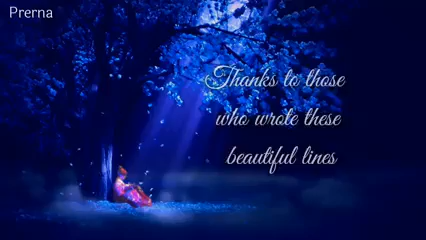 Prerna
Thanks to those
who wrote these
beautiful lines